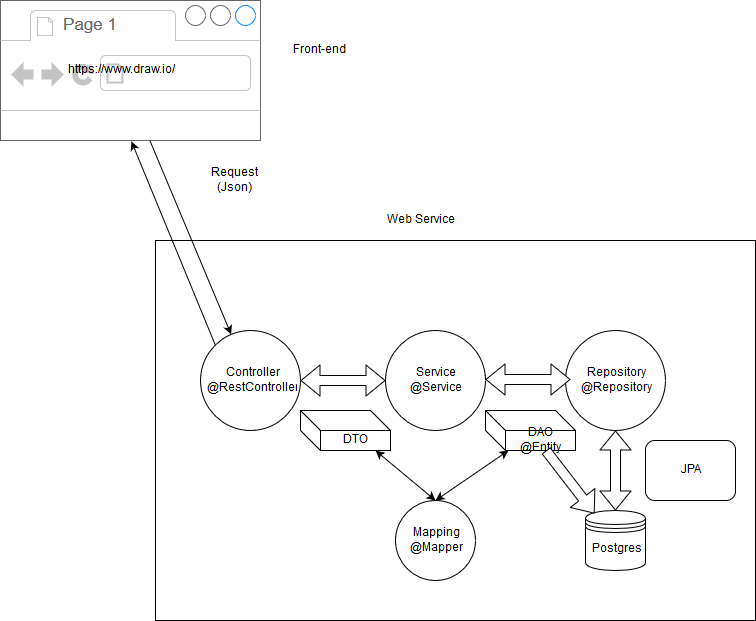 Page 1
https://www.draw.io/
Front-end
Request
(Json)
Web Service
Controller
@RestController
Service
@Service
Repository
@Repository
DTO
DAO
@Entity
JPA
Mapping
@Mapper
Postgres